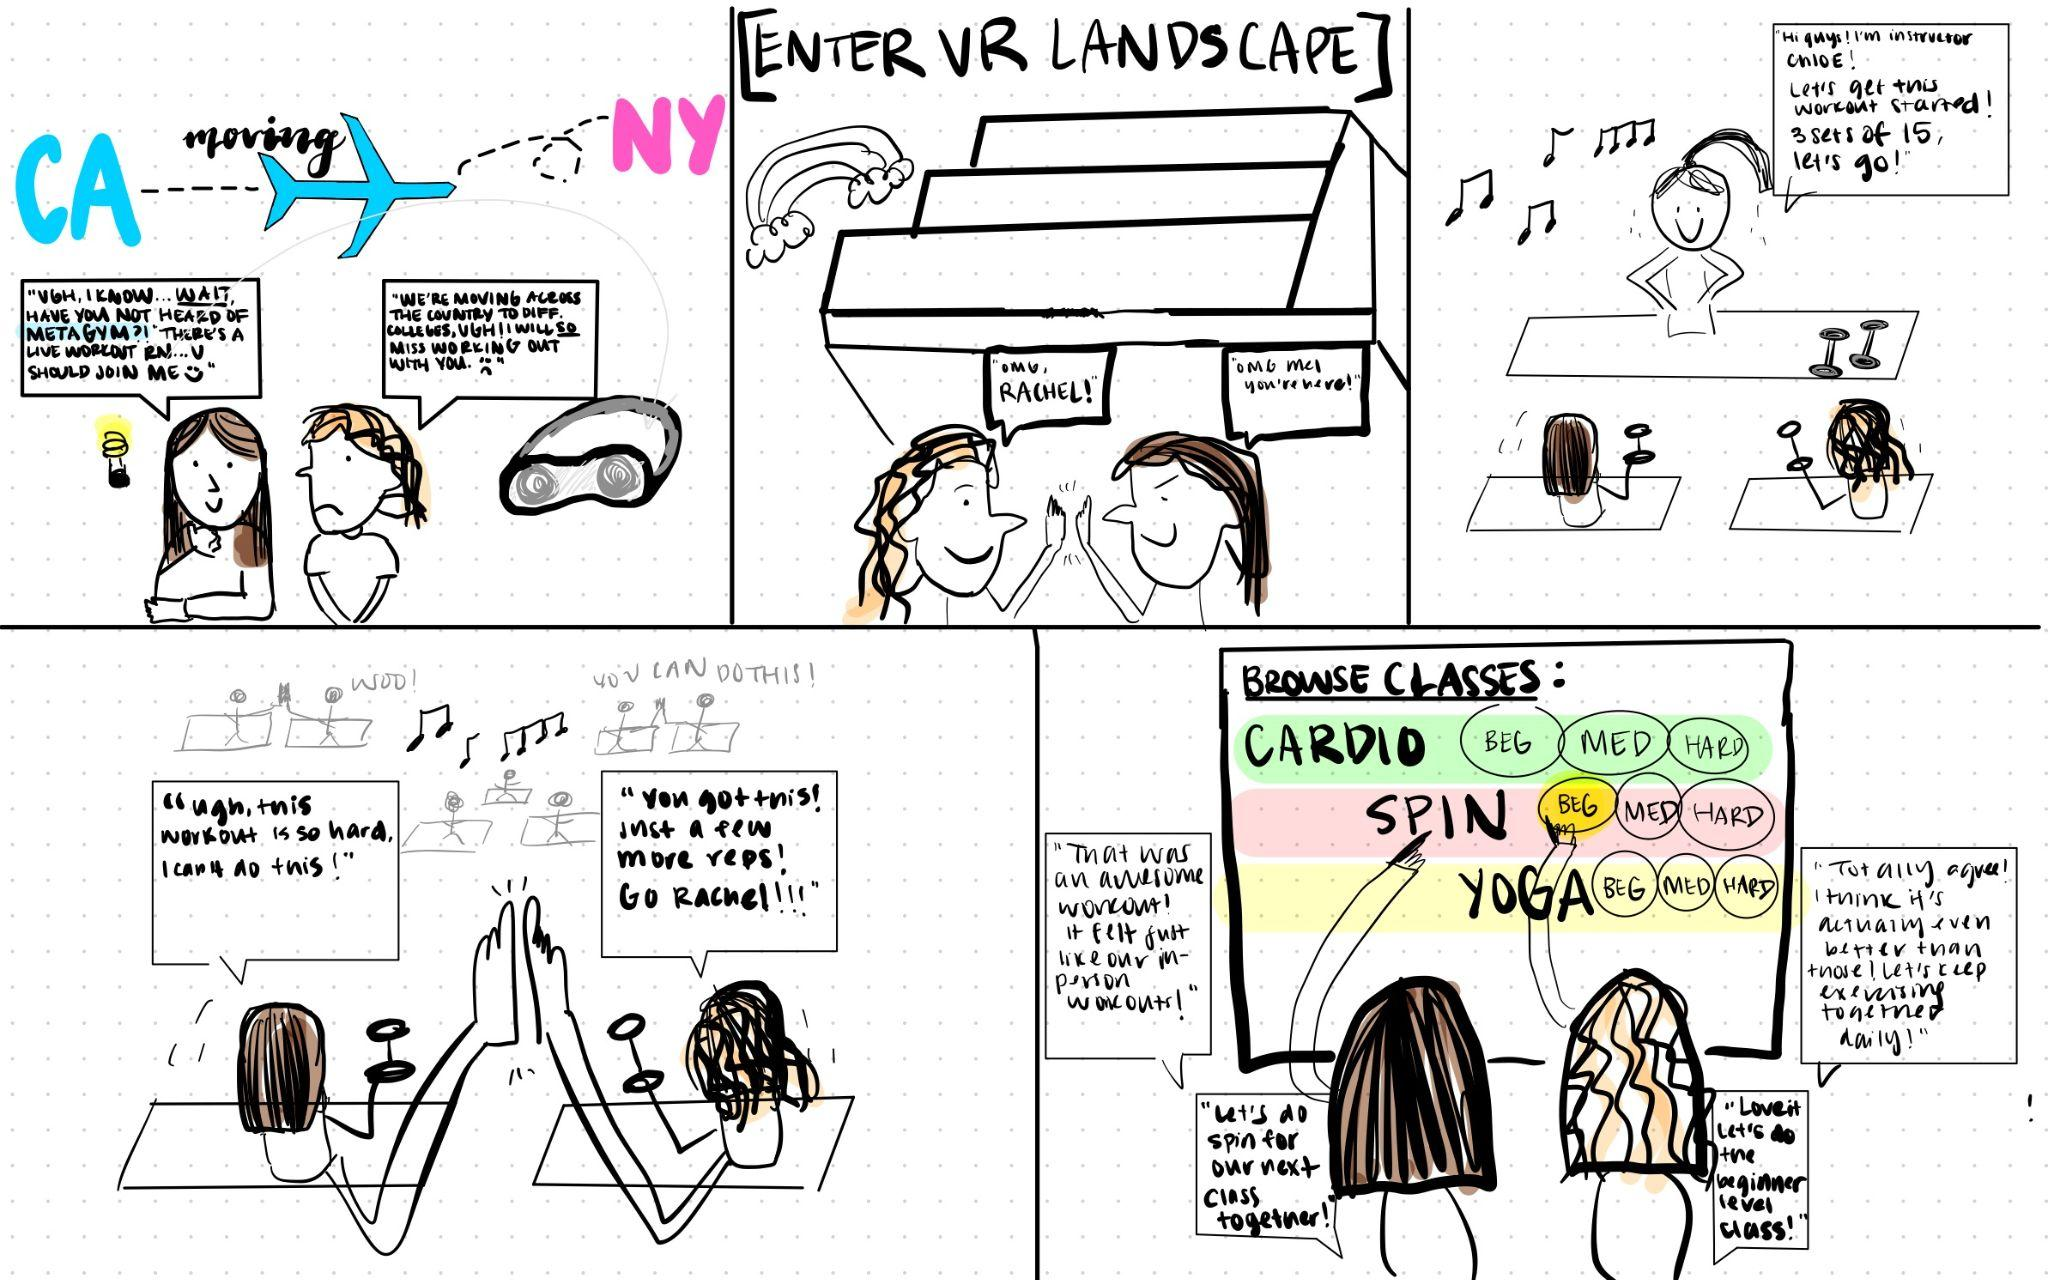 CA
moving
NY
"UGH, I KNOW... WAIT,
HAVE YOU NOT HEARD OF
METAGYM?!" THERE'S A
LIVE WORKOUT RN... U
SHOULD JOIN ME "
"WE'RE MOVING ACROSS
THE COUNTRY TO DIFF.
COLLEGES, UGH! I WILL SO
MISS WORKING OUT
WITH YOU. "
[ENTER VR LANDSCAPE]
"OMG,
RACHEL!"
"OMG MEI
you're here!"
"Hi guys! I'm instructor
CHLOE!
Let's get this
workout started!
3 sets of 15,
let's go!"
WOO!
YOU CAN DO THIS!
"ugh, this
workout is so hard,
I can't do this!"
"You got this!
Just a few
more reps!
GO Rachel!!!"
BROWSE CLASSES:
CARDIO BEG MED HARD
SPIN BEG MED HARD
YOGA BEG MED HARD
"That was
an awesome
workout!
it felt just
like our in-
person
workouts!"
"Totally agree!
I think it's
actually even
better than
those! Let's keep
exercising
together
daily!"
"Let's do
spin for
our next
class
together!"
"Love it
Let's do
the
beginner
level
class!"
!